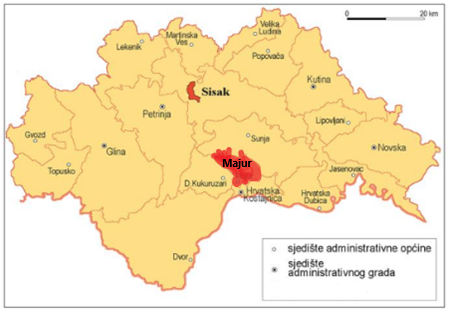 0
20 km
Velika
Ludina
Martinska
Ves
Lekenik
Popovača
Kutina
Sisak
Petrinja
Lipovljani
Gvozd
Glina
Sunja
Novska
Topusko
Majur
Jasenovac
D.Kukuruzari
Hrvatska
Kostajnica
Hrvatska
Dubica
Dvor
sjedište administrativne općine
sjedište
administrativnog grada